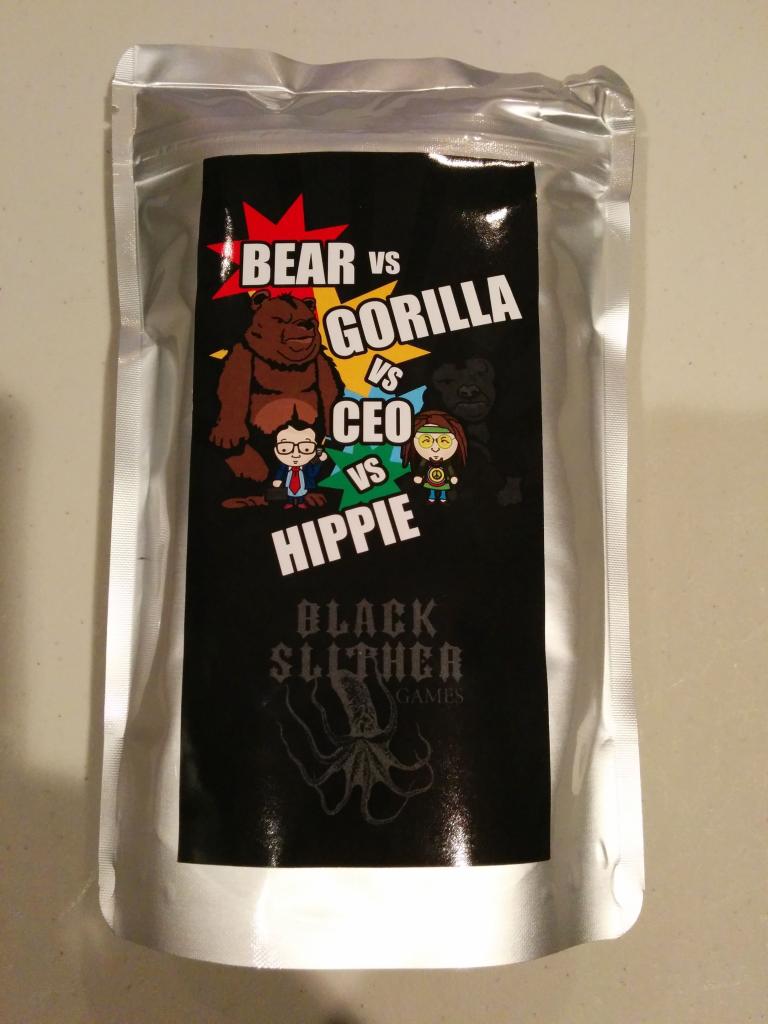 BEAR VS
GORILLA
VS
CEO
VS
HIPPIE
BLACK
SLITHER
GAMES